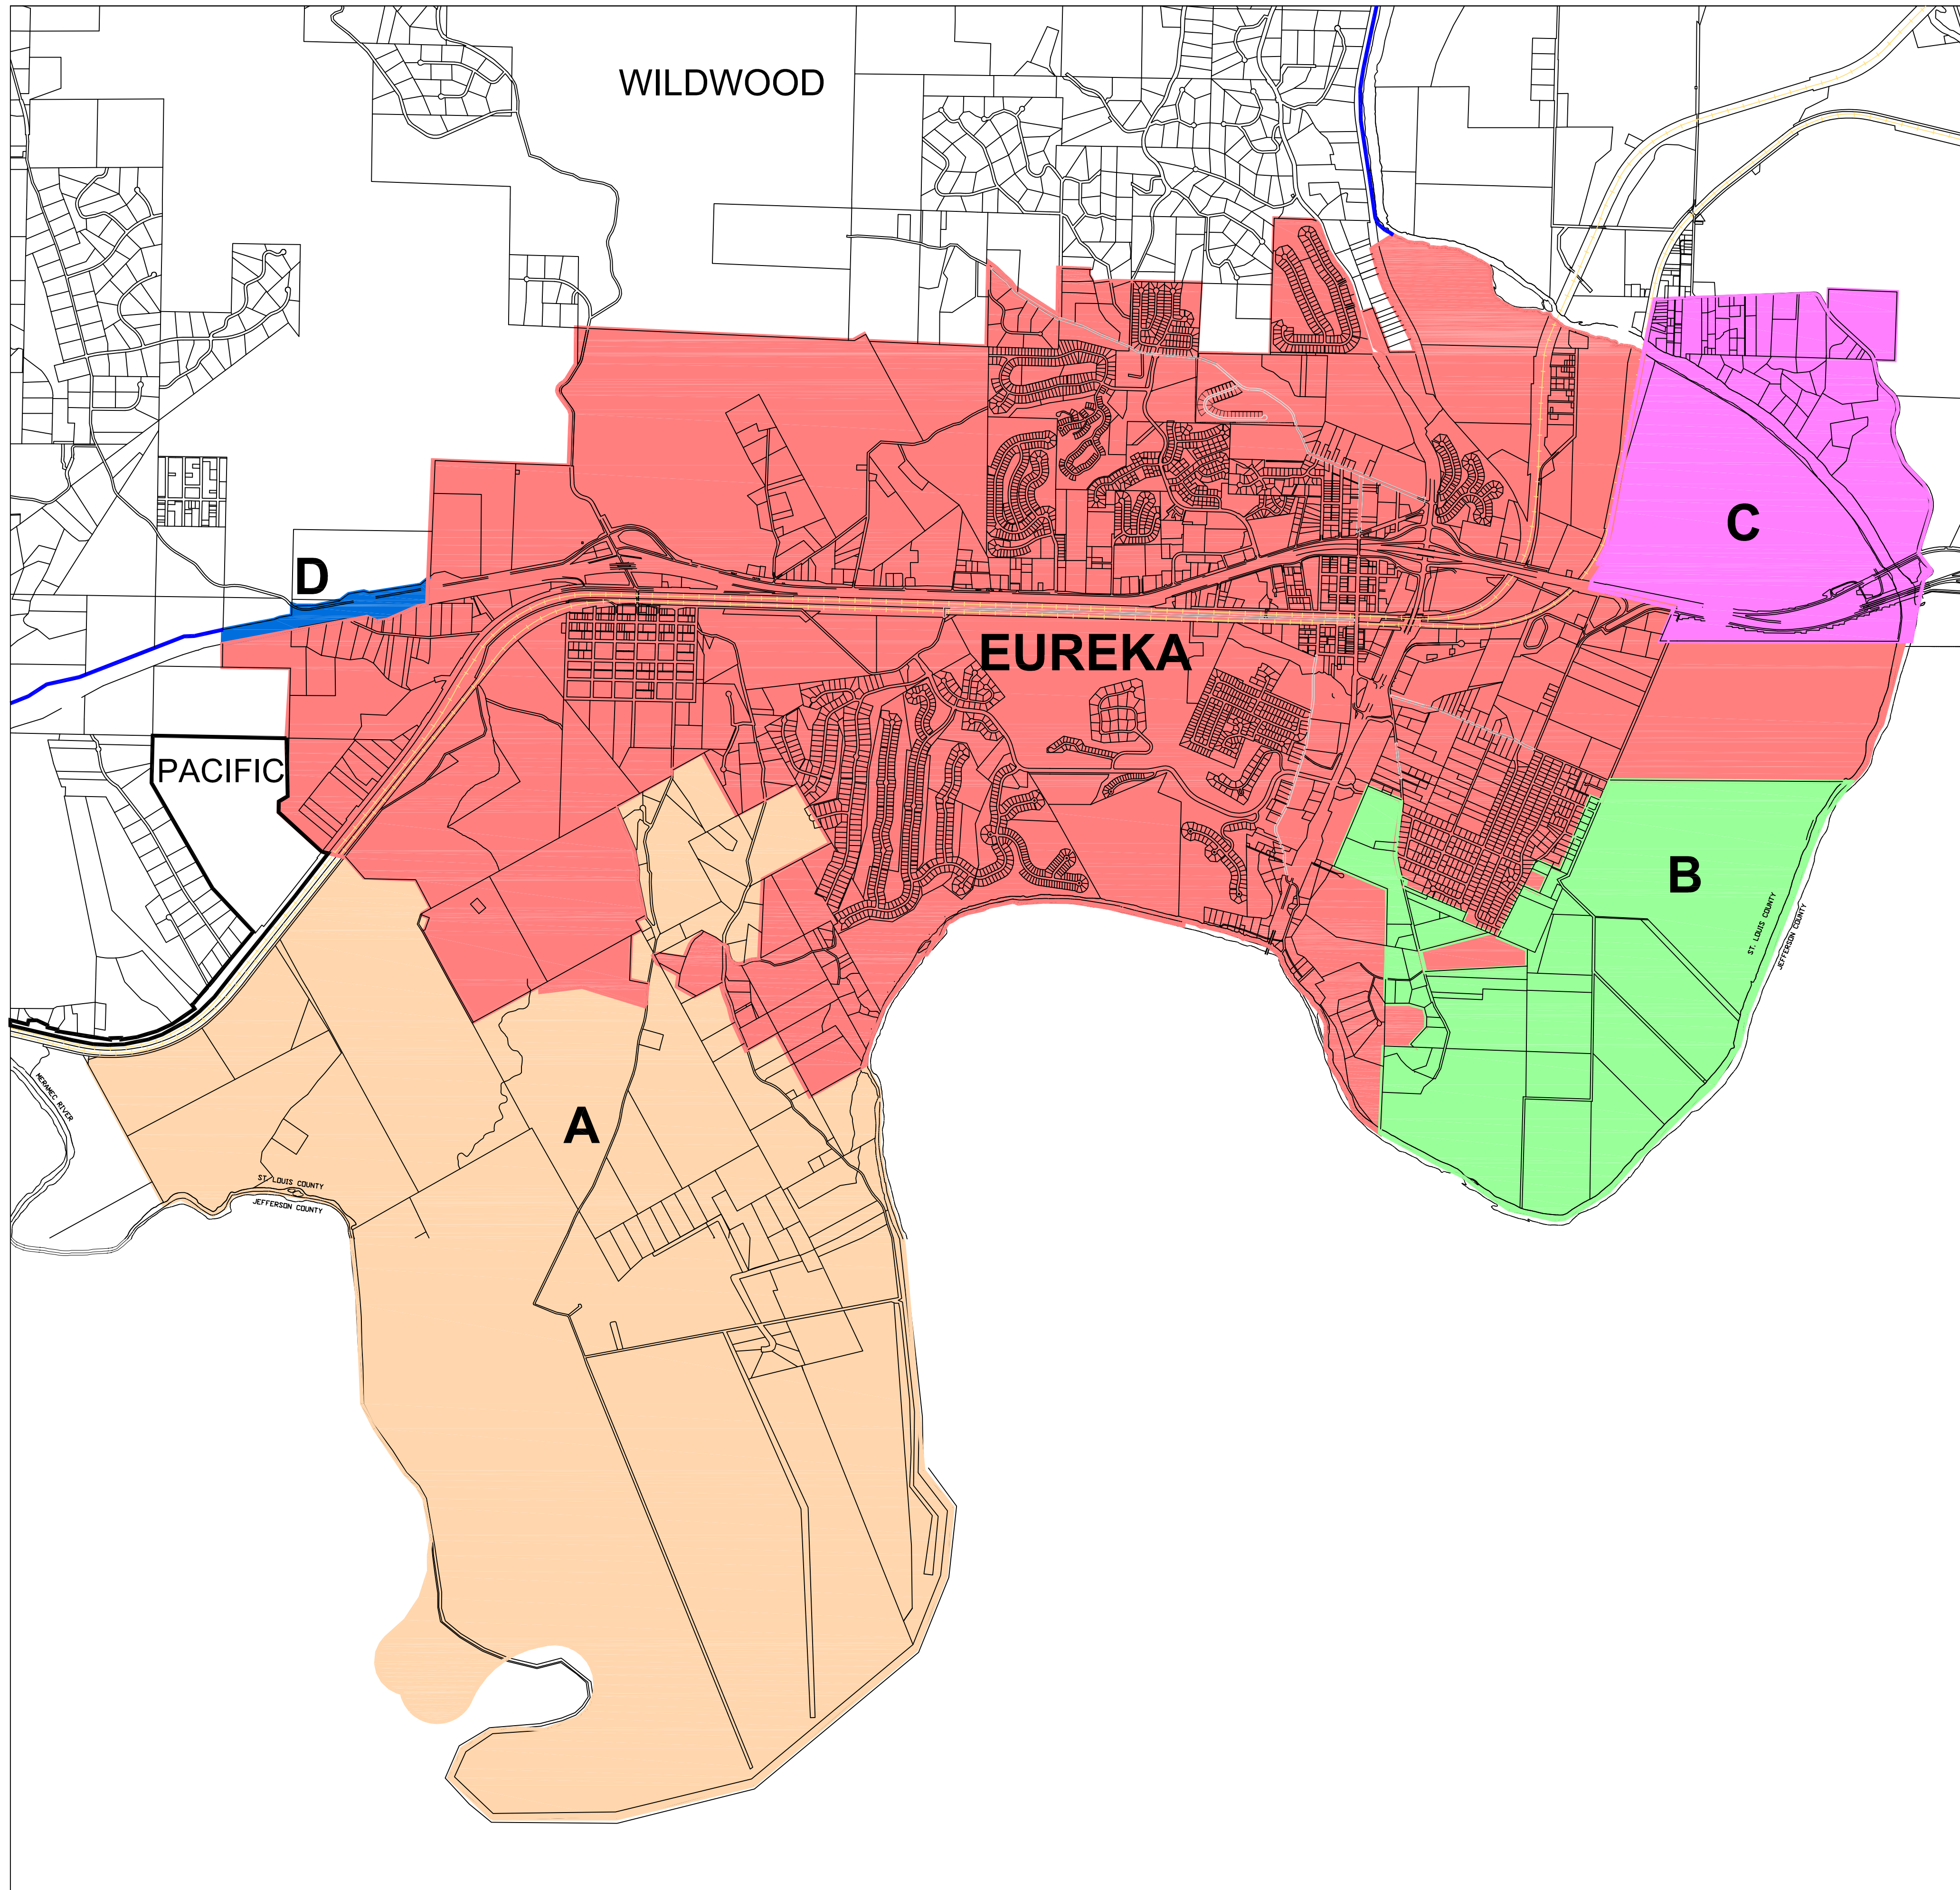 WILDWOOD
C
D
EUREKA
PACIFIC
B
ST. LOUIS COUNTY
JEFFERSON COUNTY
MERAMEC RIVER
A
ST. LOUIS COUNTY
JEFFERSON COUNTY